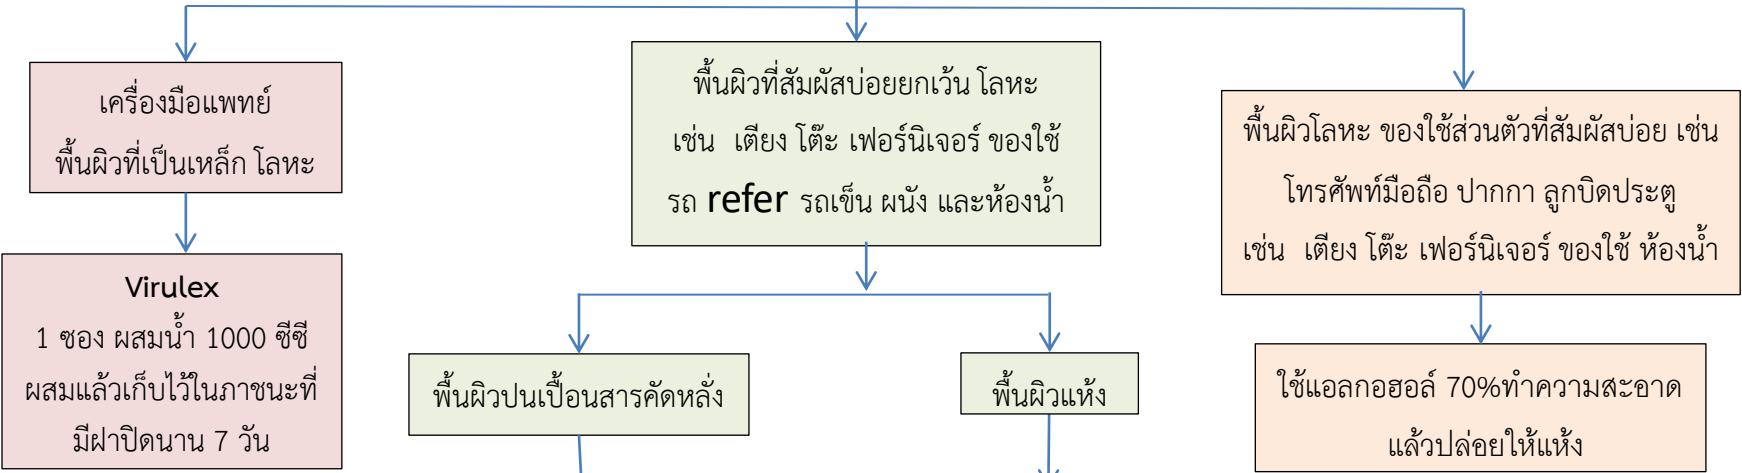 เครื่องมือแพทย์
พื้นผิวที่เป็นเหล็ก โลหะ
Virulex
1 ซอง ผสมน้ำ 1000 ซีซี
ผสมแล้วเก็บไว้ในภาชนะที่
มีฝาปิดนาน 7 วัน
พื้นผิวที่สัมผัสบ่อยยกเว้น โลหะ
เช่น เตียง โต๊ะ เฟอร์นิเจอร์ ของใช้
รถ refer รถเข็น ผนัง และห้องน้ำ
พื้นผิวปนเปื้อนสารคัดหลั่ง
พื้นผิวแห้ง
พื้นผิวโลหะ ของใช้ส่วนตัวที่สัมผัสบ่อย เช่น
โทรศัพท์มือถือ ปากกา ลูกบิดประตู
เช่น เตียง โต๊ะ เฟอร์นิเจอร์ ของใช้ ห้องน้ำ
ใช้แอลกอฮอล์ 70%ทำความสะอาด
แล้วปล่อยให้แห้ง